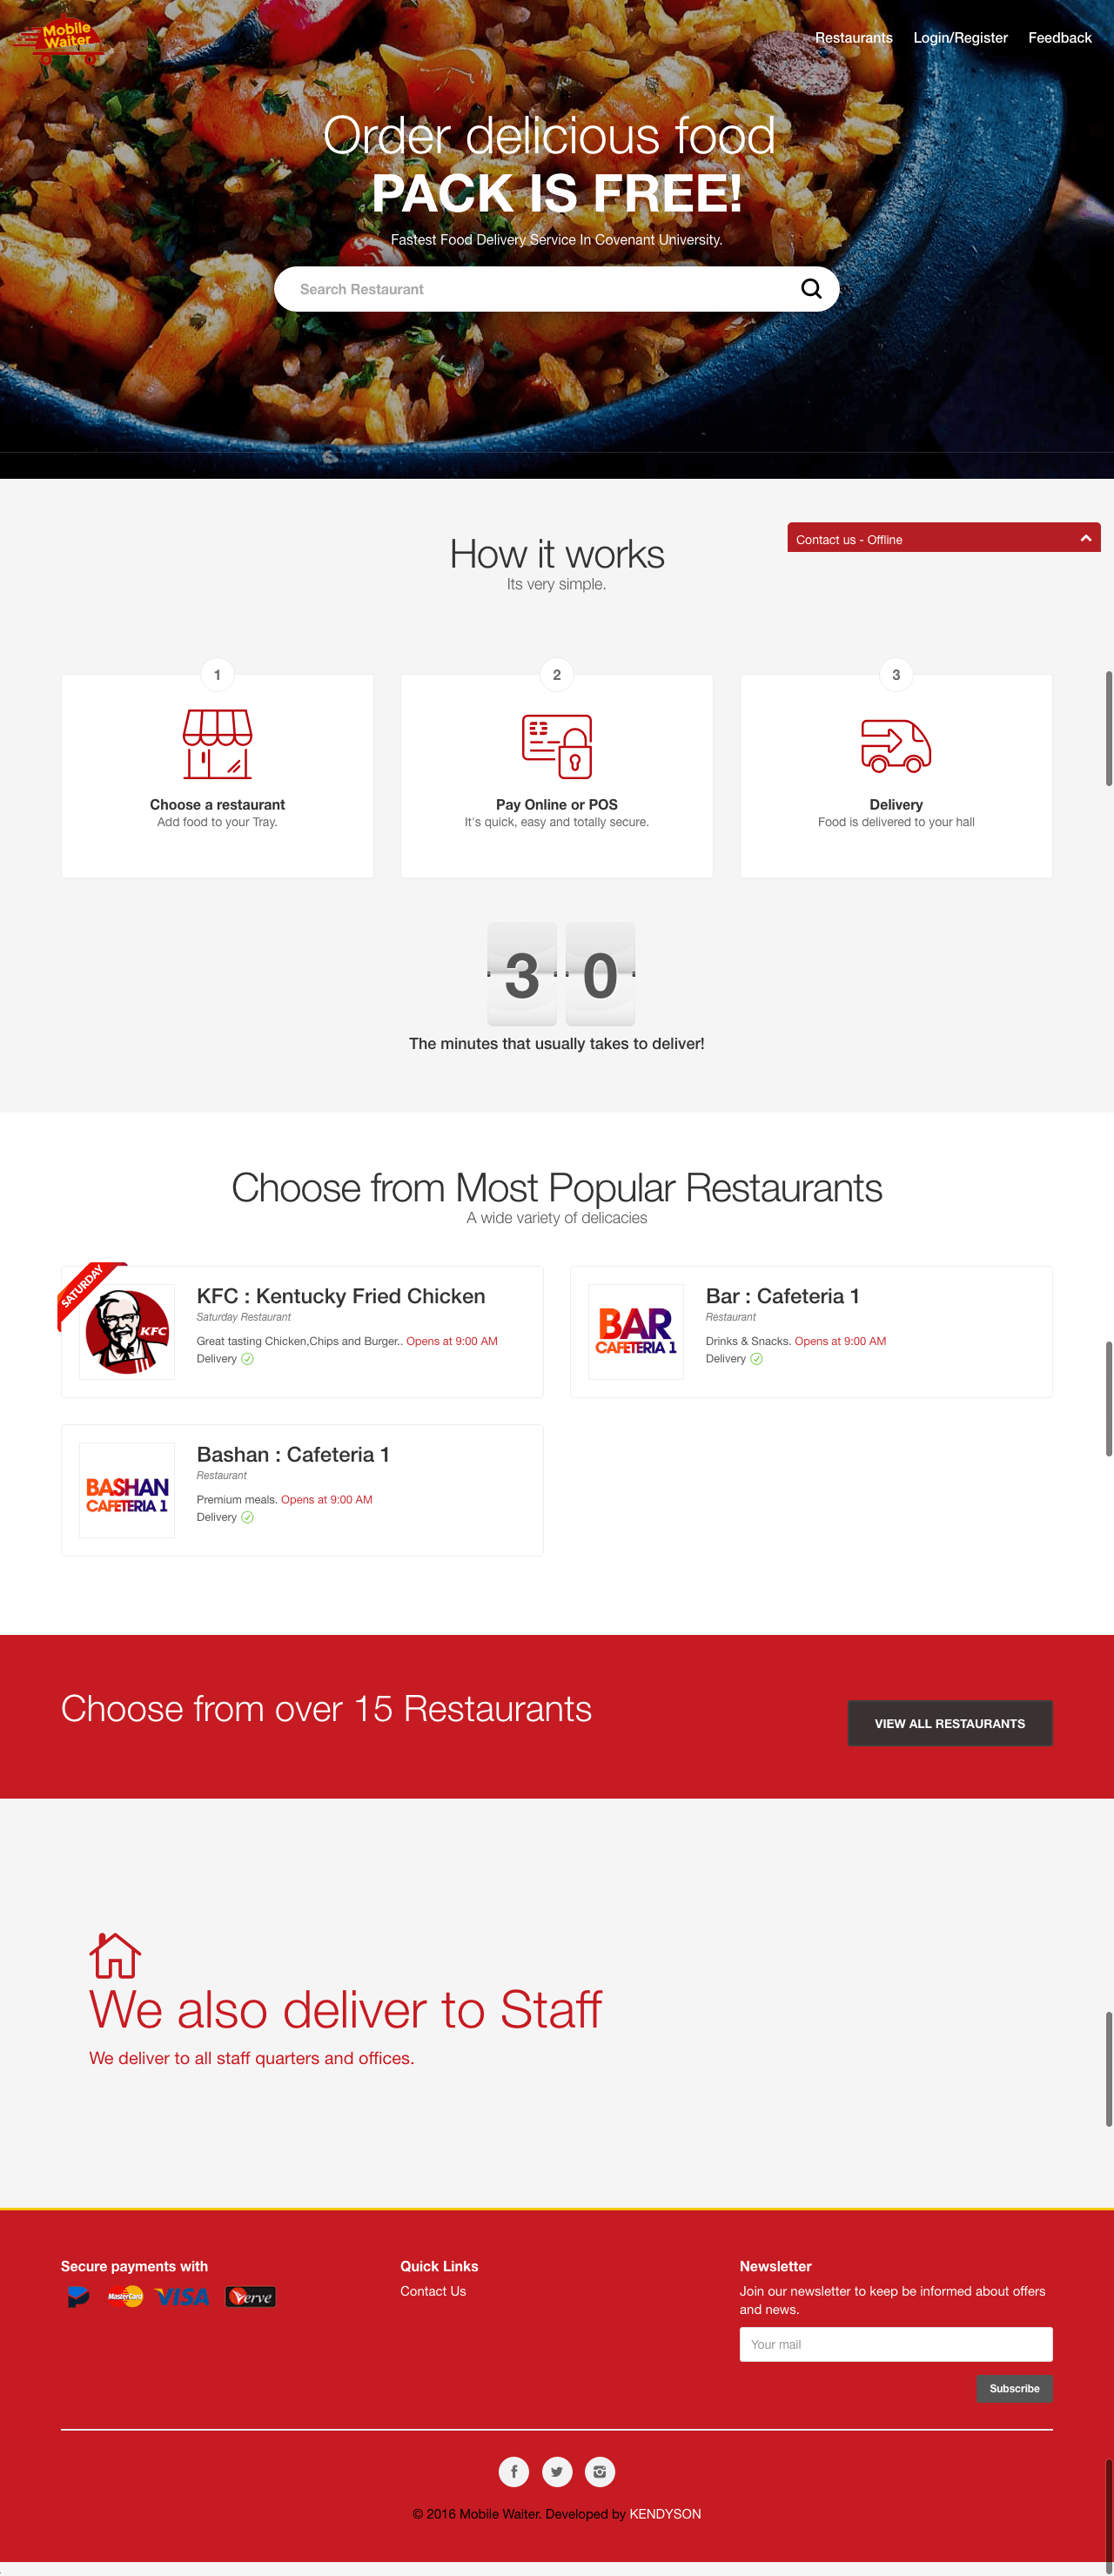 Mobile
Waiter
Restaurants Login/Register Feedback
Order delicious food
PACK IS FREE!
Fastest Food Delivery Service In Covenant University.
Search Restaurant
Contact us - Offline
How it works
Its very simple.
1
Choose a restaurant
Add food to your Tray.
2
Pay Online or POS
It's quick, easy and totally secure.
3
Delivery
Food is delivered to your hall
3 0
The minutes that usually takes to deliver!
Choose from Most Popular Restaurants
A wide variety of delicacies
SATURDAY
KFC
KFC : Kentucky Fried Chicken
Saturday Restaurant
Great tasting Chicken,Chips and Burger.. Opens at 9:00 AM
Delivery
BAR
CAFETERIA 1
Bar : Cafeteria 1
Restaurant
Drinks & Snacks. Opens at 9:00 AM
Delivery
BASHAN
CAFETERIA 1
Bashan : Cafeteria 1
Restaurant
Premium meals. Opens at 9:00 AM
Delivery
Choose from over 15 Restaurants
VIEW ALL RESTAURANTS
We also deliver to Staff
We deliver to all staff quarters and offices.
Secure payments with
MasterCard VISA Verve
Quick Links
Contact Us
Newsletter
Join our newsletter to keep be informed about offers
and news.
Your mail
Subscribe
© 2016 Mobile Waiter. Developed by KENDYSON